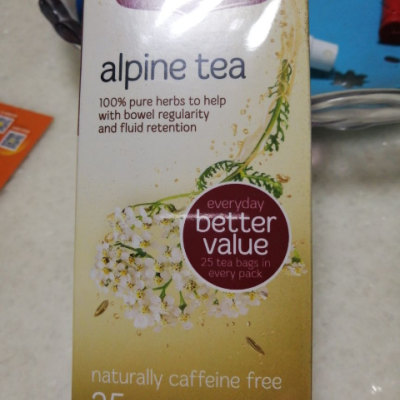 alpine tea
100% pure herbs to help
with bowel regularity
and fluid retention
everyday
better
value
25 tea bags in
every pack
naturally caffeine free
25